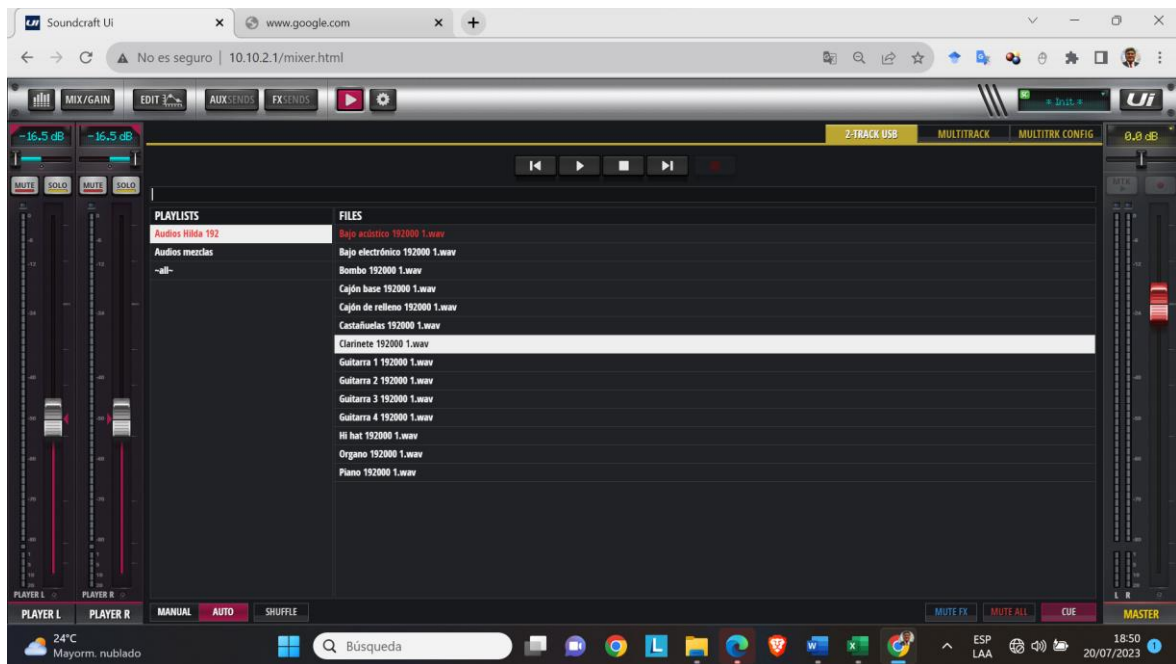 Ui Soundcraft Ui
www.google.com
No es seguro | 10.10.2.1/mixer.html
MIX/GAIN EDIT AUXSENDS FXSENDS * Init * Ui
-16.5 dB -16.5 dB 2-TRACK USB MULTITRACK MULTITRK CONFIG 0.0 dB
MUTE SOLO MUTE SOLO
PLAYLISTS FILES
Audios Hilda 192 Bajo acústico 192000 1.wav
Audios mezclas Bajo electrónico 192000 1.wav
~all~ Bombo 192000 1.wav
Cajón base 192000 1.wav
Cajón de relleno 192000 1.wav
Castañuelas 192000 1.wav
Clarinete 192000 1.wav
Guitarra 1 192000 1.wav
Guitarra 2 192000 1.wav
Guitarra 3 192000 1.wav
Guitarra 4 192000 1.wav
Hi hat 192000 1.wav
Organo 192000 1.wav
Piano 192000 1.wav
PLAYER L PLAYER R L R
PLAYER L PLAYER R MANUAL AUTO SHUFFLE MUTE FX MUTE ALL CUE MASTER
24°C ESP 18:50
Mayorm. nublado Búsqueda LAA 20/07/2023